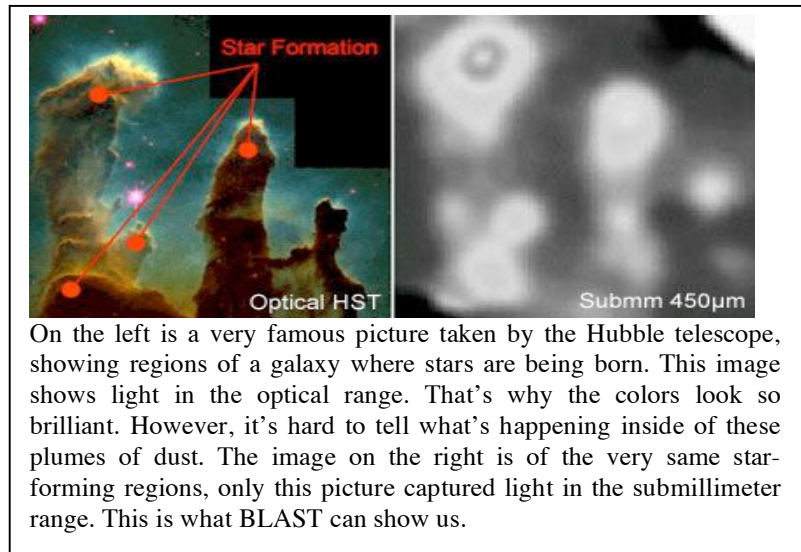 Star Formation
Optical HST
Submm 450µm
On the left is a very famous picture taken by the Hubble telescope,
showing regions of a galaxy where stars are being born. This image
shows light in the optical range. That's why the colors look so
brilliant. However, it's hard to tell what's happening inside of these
plumes of dust. The image on the right is of the very same star-
forming regions, only this picture captured light in the submillimeter
range. This is what BLAST can show us.